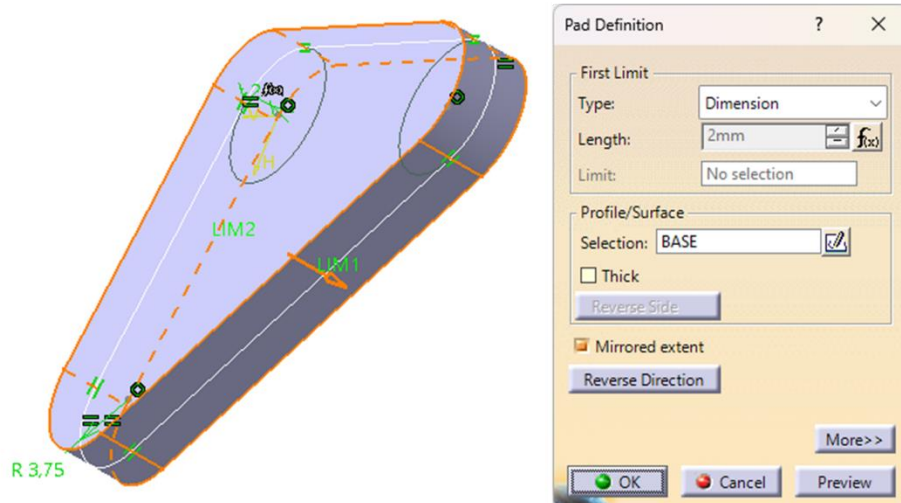 f(x)
H
LIM2
LIM1
R 3,75
Pad Definition
?
First Limit
Type:
Dimension
Length:
2mm
f(x)
Limit:
No selection
Profile/Surface
Selection:
BASE
Thick
Reverse Side
Mirrored extent
Reverse Direction
More>>
OK
Cancel
Preview